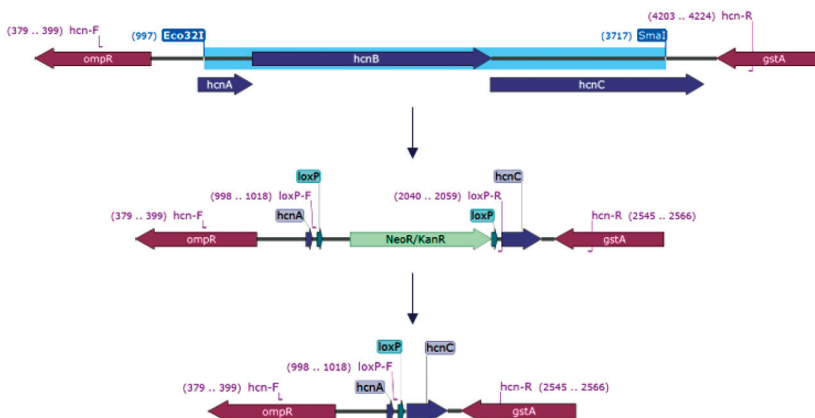 (4203 .. 4224) hcn-R
(379 .. 399) hcn-F
(997) Eco32I
(3717) SmaI
ompR
hcnB
gstA
hcnA
hcnC
loxP
hcnC
(998 .. 1018) loxP-F
(2040 .. 2059) loxP-R
(379 .. 399) hcn-F
hcnA
loxP
hcn-R (2545 .. 2566)
ompR
NeoR/KanR
gstA
loxP
hcnC
(998 .. 1018) loxP-F
(379 .. 399) hcn-F
hcnA
hcn-R (2545 .. 2566)
ompR
gstA